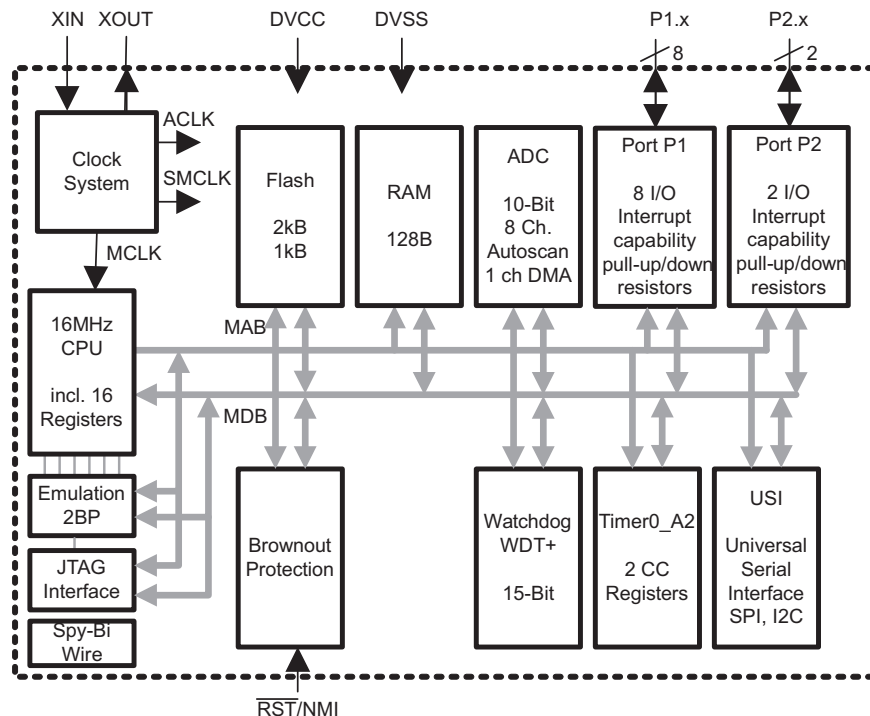 XIN XOUT DVCC DVSS P1.x P2.x
8 2
ACLK
SMCLK
MCLK
Clock
System
Flash
2kB
1kB
RAM
128B
ADC
10-Bit
8 Ch.
Autoscan
1 ch DMA
Port P1
8 I/O
Interrupt
capability
pull-up/down
resistors
Port P2
2 I/O
Interrupt
capability
pull-up/down
resistors
16MHz
CPU
incl. 16
Registers
MAB
MDB
Emulation
2BP
JTAG
Interface
Spy-Bi
Wire
Brownout
Protection
Watchdog
WDT+
15-Bit
Timer0_A2
2 CC
Registers
USI
Universal
Serial
Interface
SPI, I2C
R̅S̅T̅/NMI